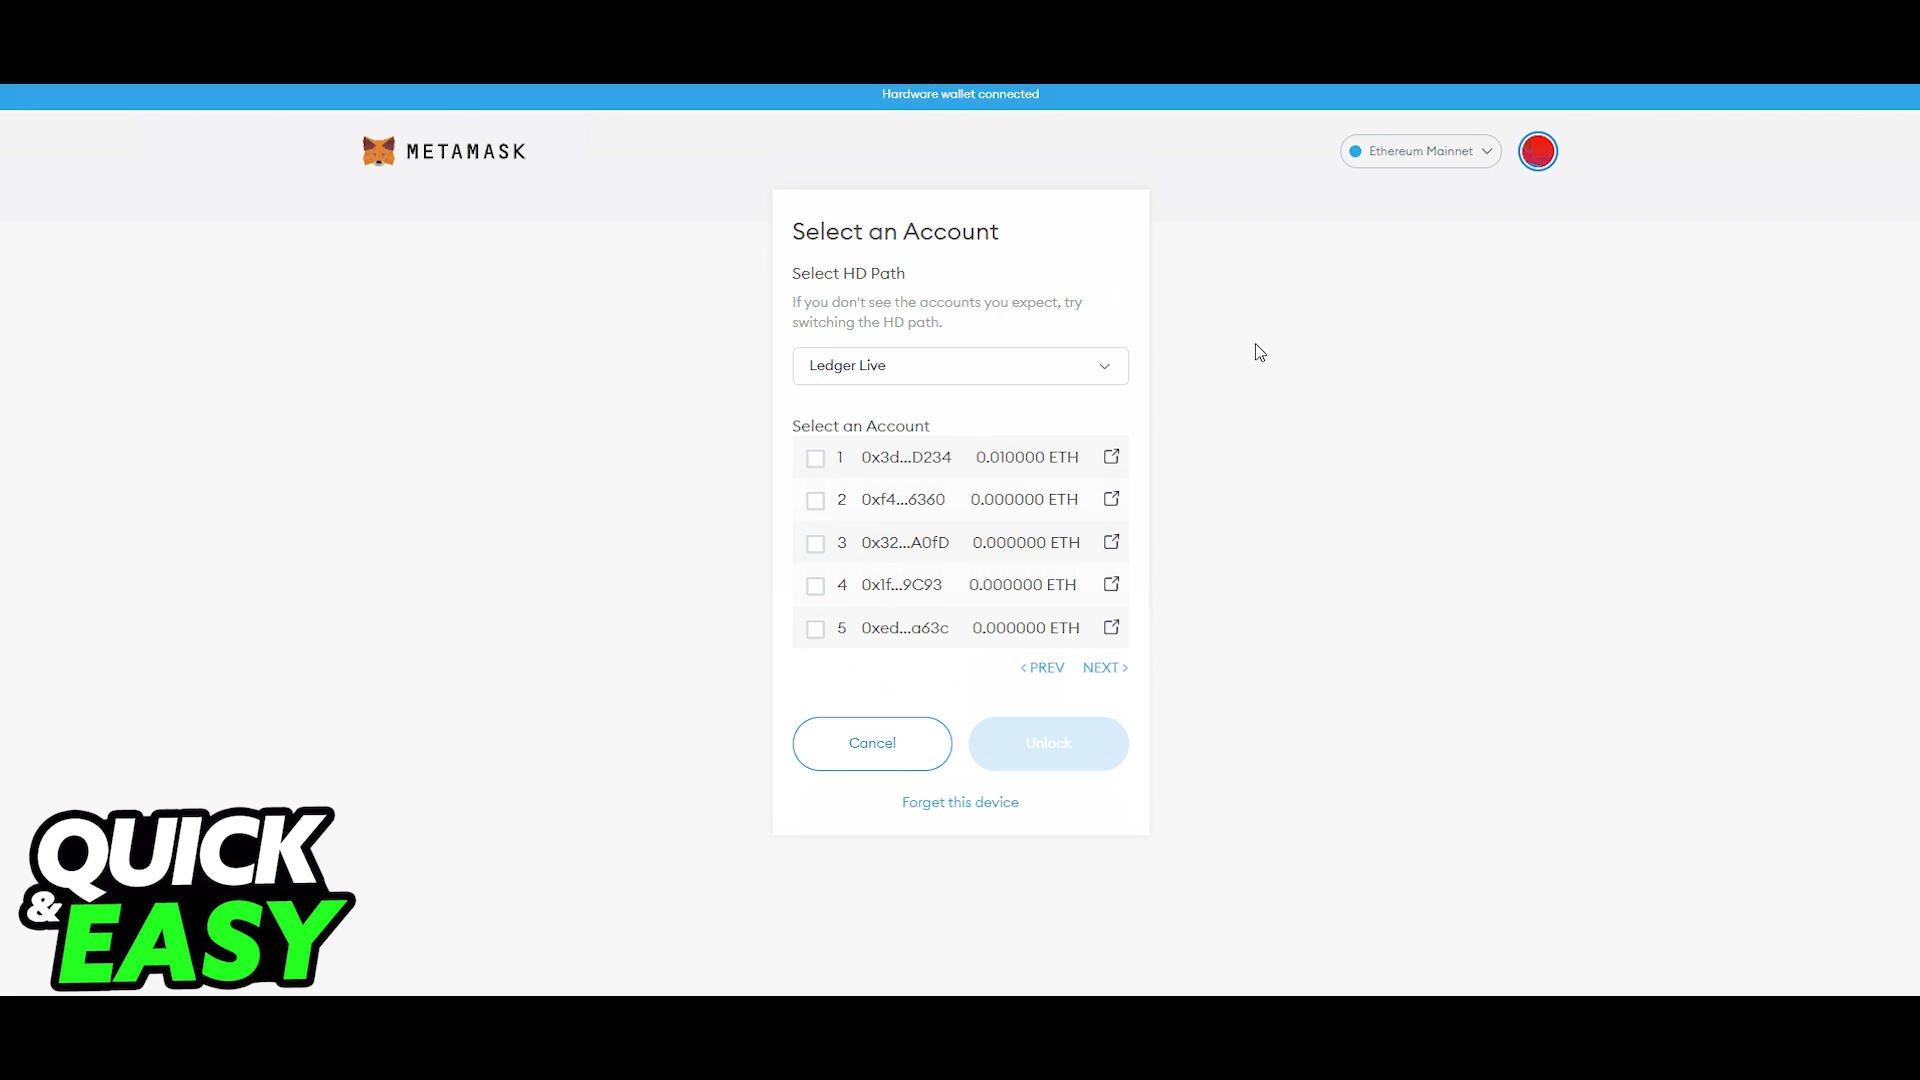 Hardware wallet connected
METAMASK
Ethereum Mainnet
Select an Account
Select HD Path
If you don't see the accounts you expect, try
switching the HD path.
Ledger Live
Select an Account
1 0x3d...D234 0.010000 ETH
2 0xf4...6360 0.000000 ETH
3 0x32...A0fD 0.000000 ETH
4 0x1f...9C93 0.000000 ETH
5 0xed...a63c 0.000000 ETH
< PREV NEXT >
Cancel Unlock
Forget this device
QUICK
& EASY